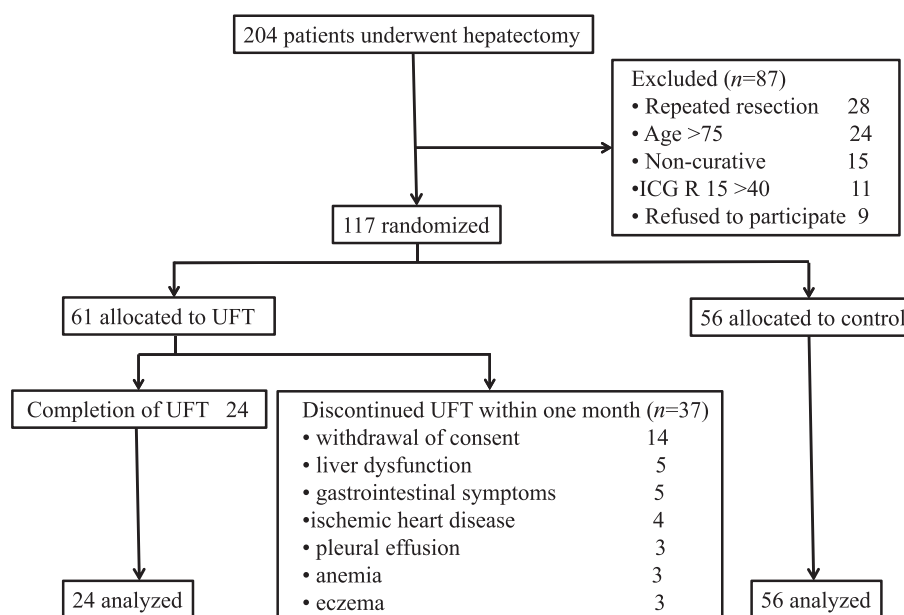 204 patients underwent hepatectomy
Excluded (n=87)
• Repeated resection 28
• Age >75 24
• Non-curative 15
•ICG R 15 >40 11
• Refused to participate 9
117 randomized
61 allocated to UFT
56 allocated to control
Completion of UFT 24
Discontinued UFT within one month (n=37)
• withdrawal of consent 14
• liver dysfunction 5
• gastrointestinal symptoms 5
•ischemic heart disease 4
• pleural effusion 3
• anemia 3
• eczema 3
24 analyzed
56 analyzed